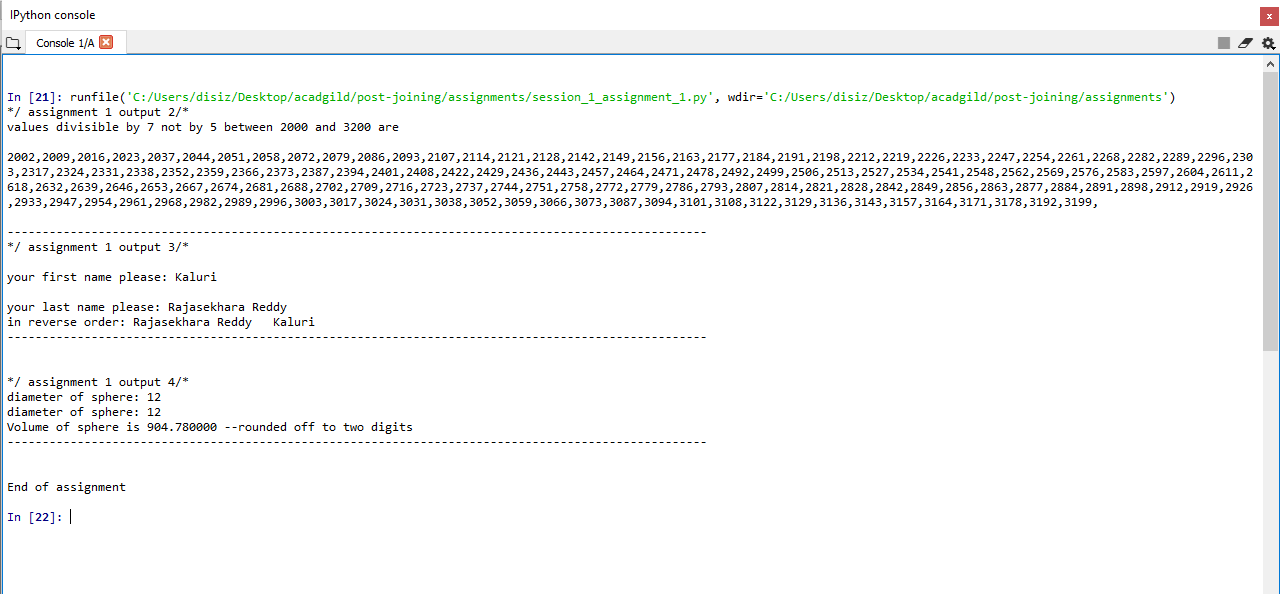 IPython console
Console 1/A
In [21]: runfile('C:/Users/disiz/Desktop/acadgild/post-joining/assignments/session_1_assignment_1.py', wdir='C:/Users/disiz/Desktop/acadgild/post-joining/assignments')
*/ assignment 1 output 2/*
values divisible by 7 not by 5 between 2000 and 3200 are
2002,2009,2016,2023,2037,2044,2051,2058,2072,2079,2086,2093,2107,2114,2121,2128,2142,2149,2156,2163,2177,2184,2191,2198,2212,2219,2226,2233,2247,2254,2261,2268,2282,2289,2296,230
3,2317,2324,2331,2338,2352,2359,2366,2373,2387,2394,2401,2408,2422,2429,2436,2443,2457,2464,2471,2478,2492,2499,2506,2513,2527,2534,2541,2548,2562,2569,2576,2583,2597,2604,2611,2
618,2632,2639,2646,2653,2667,2674,2681,2688,2702,2709,2716,2723,2737,2744,2751,2758,2772,2779,2786,2793,2807,2814,2821,2828,2842,2849,2856,2863,2877,2884,2891,2898,2912,2919,2926
,2933,2947,2954,2961,2968,2982,2989,2996,3003,3017,3024,3031,3038,3052,3059,3066,3073,3087,3094,3101,3108,3122,3129,3136,3143,3157,3164,3171,3178,3192,3199,
----------------------------------------------------------------------------------------------------
*/ assignment 1 output 3/*
your first name please: Kaluri
your last name please: Rajasekhara Reddy
in reverse order: Rajasekhara Reddy   Kaluri
----------------------------------------------------------------------------------------------------
*/ assignment 1 output 4/*
diameter of sphere: 12
diameter of sphere: 12
Volume of sphere is 904.780000 --rounded off to two digits
----------------------------------------------------------------------------------------------------
End of assignment
In [22]: